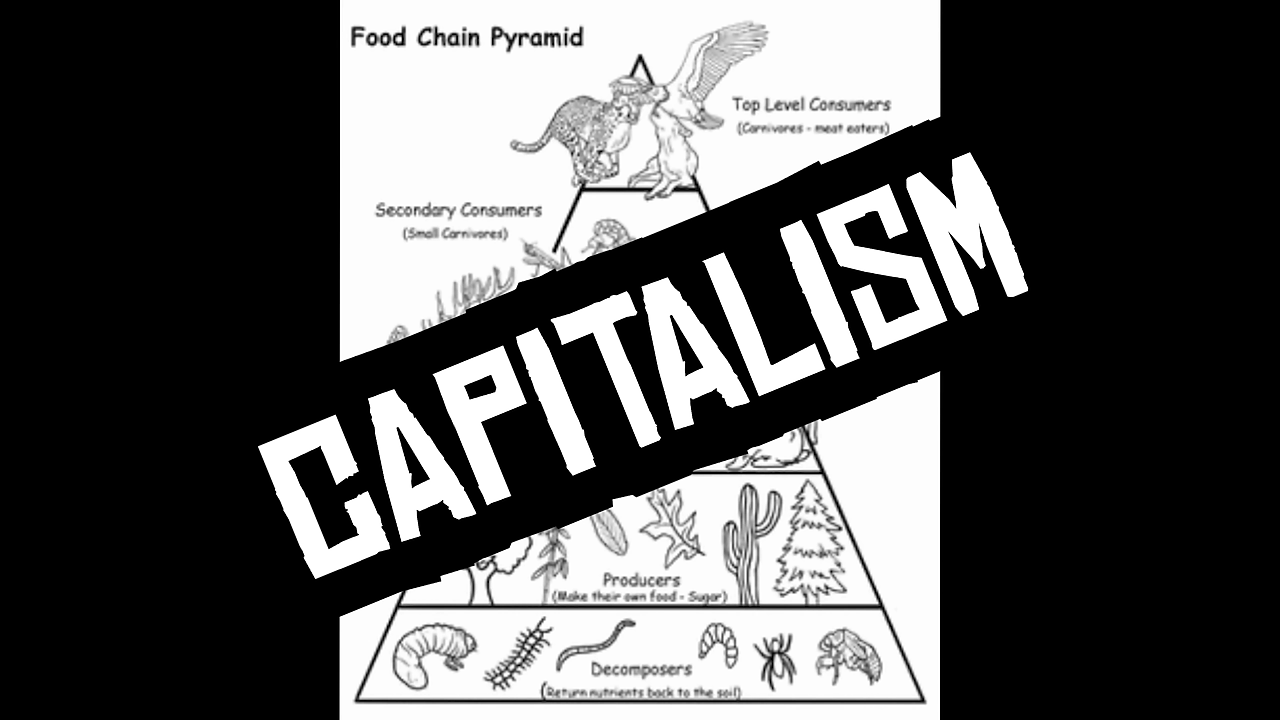 Food Chain Pyramid
Top Level Consumers
(Carnivores - meat eaters)
Secondary Consumers
(Small Carnivores)
CAPITALISM
Producers
(Make their own food - Sugar)
Decomposers
(Return nutrients back to the soil)